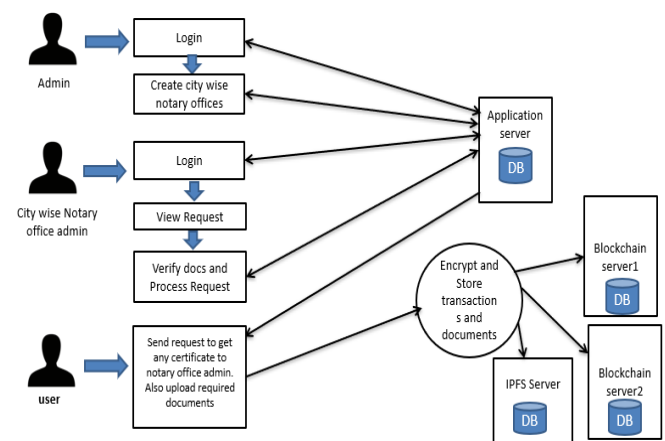 Admin
Login
Create city wise
notary offices
City wise Notary
office admin
Login
View Request
Verify docs and
Process Request
user
Send request to get
any certificate to
notary office admin.
Also upload required
documents
Application
server
DB
Encrypt and
Store
transaction
s and
documents
Blockchain
server1
DB
IPFS Server
DB
Blockchain
server2
DB